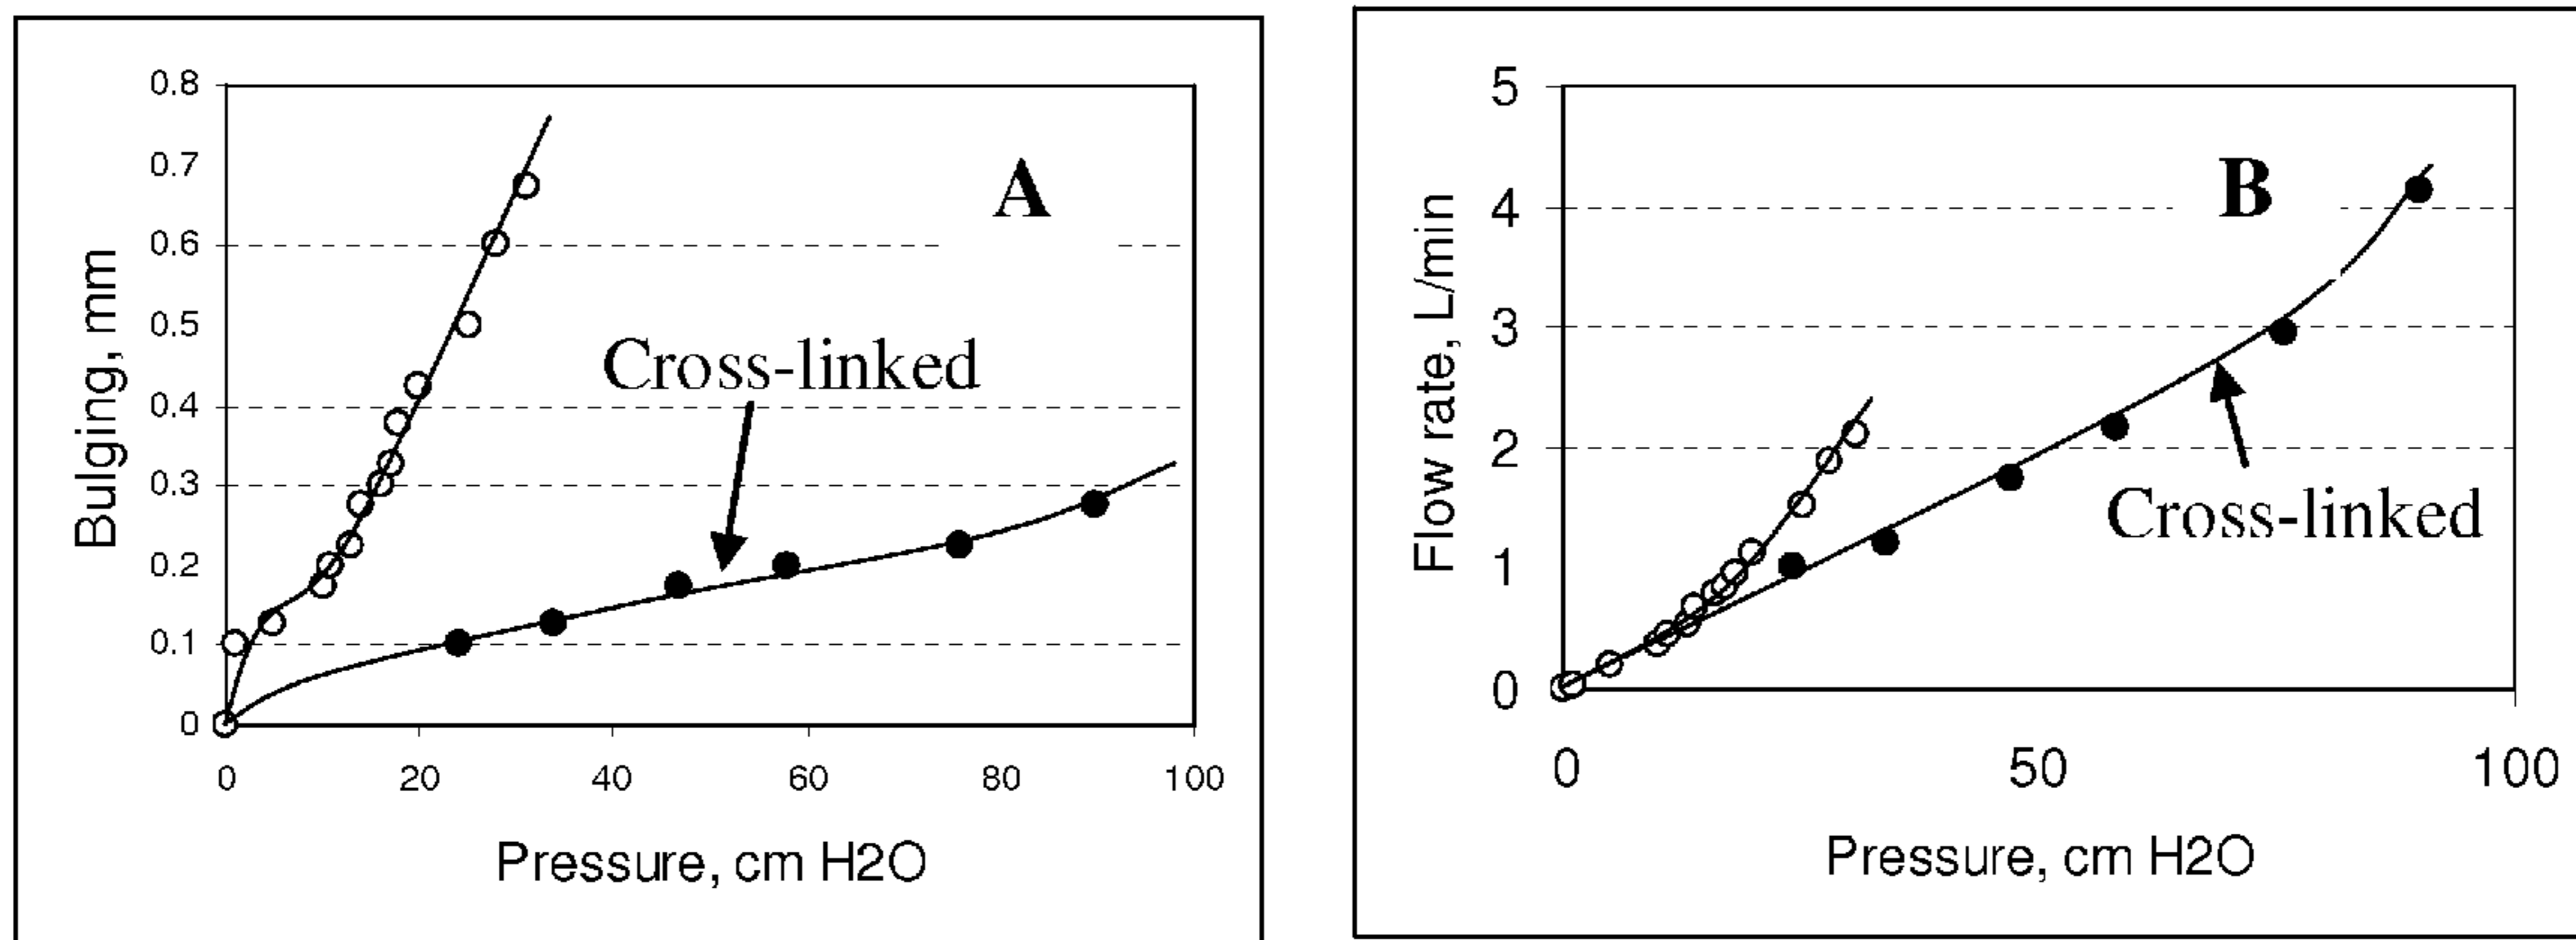 0.8
0.7
0.6
0.5
0.4
0.3
0.2
0.1
0
Bulging, mm
A
Cross-linked
0 20 40 60 80 100
Pressure, cm H2O
5
4
3
2
1
0
Flow rate, L/min
B
Cross-linked
0 50 100
Pressure, cm H2O